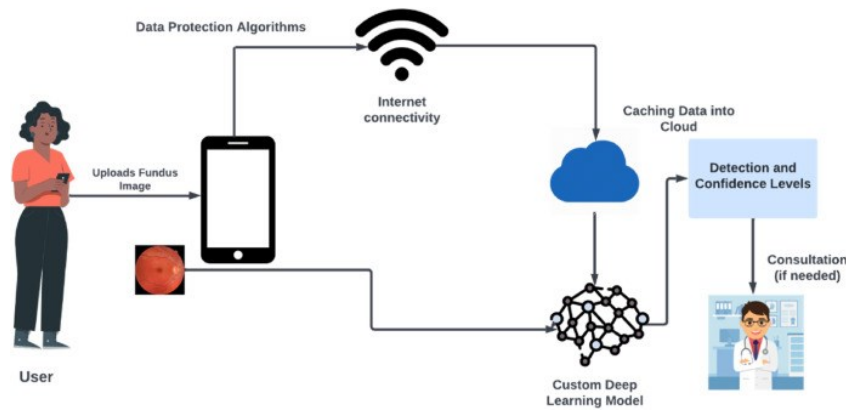 Data Protection Algorithms
Internet
connectivity
Caching Data into
Cloud
Uploads Fundus
Image
Detection and
Confidence Levels
Consultation
(if needed)
User
Custom Deep
Learning Model